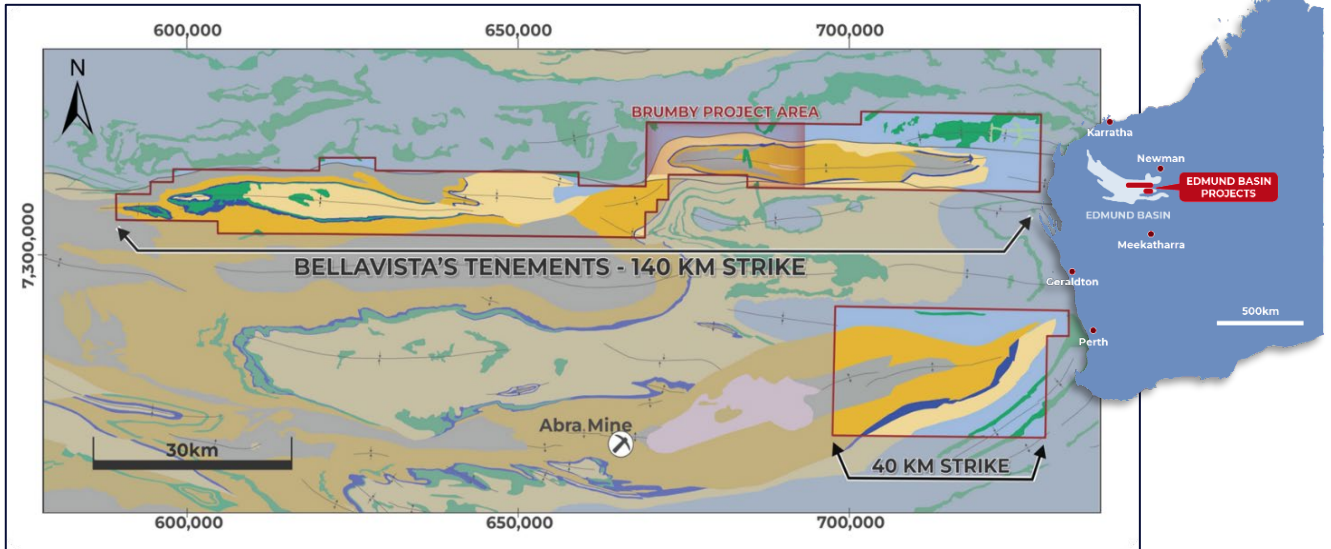 600,000
650,000
700,000
N
BRUMBY PROJECT AREA
7,300,000
BELLAVISTA'S TENEMENTS - 140 KM STRIKE
Abra Mine
30km
40 KM STRIKE
600,000
650,000
700,000
Karratha
Newman
EDMUND BASIN
PROJECTS
EDMUND BASIN
Meekatharra
Geraldton
500km
Perth